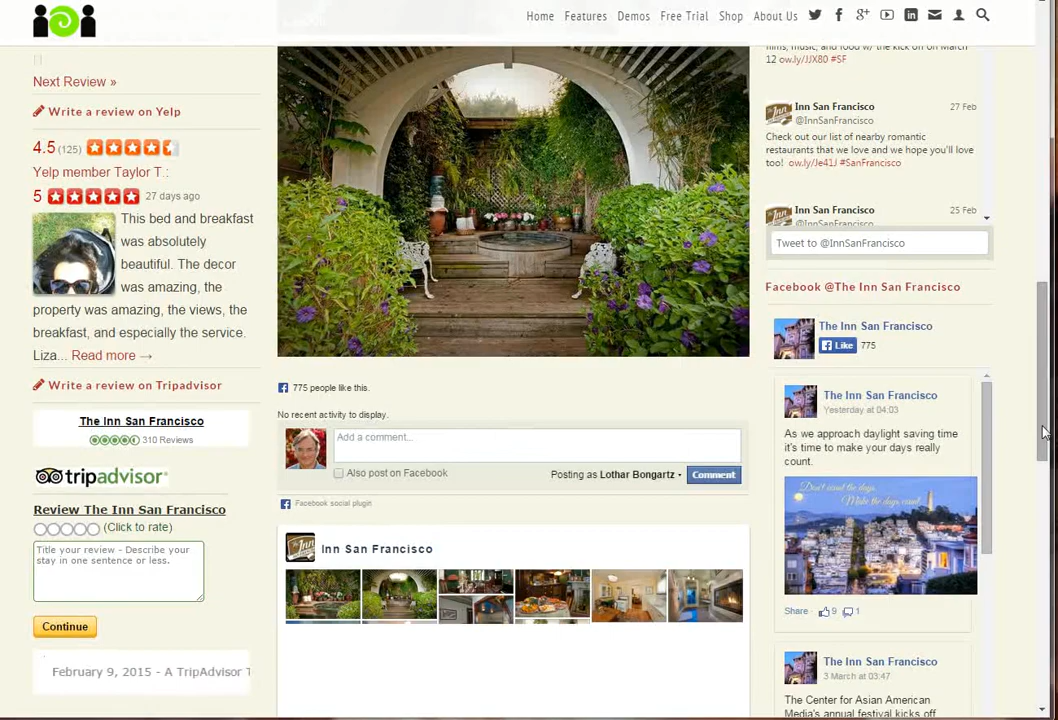 Home Features Demos Free Trial Shop About Us
Next Review »
Write a review on Yelp
4.5 (125)
Yelp member Taylor T.:
5 27 days ago
This bed and breakfast
was absolutely
beautiful. The decor
was amazing, the
property was amazing, the views, the
breakfast, and especially the service.
Liza... Read more →
Write a review on Tripadvisor
The Inn San Francisco
310 Reviews
tripadvisor
Review The Inn San Francisco
(Click to rate)
Title your review - Describe your
stay in one sentence or less.
Continue
February 9, 2015 - A TripAdvisor T
775 people like this.
No recent activity to display.
Add a comment...
Also post on Facebook
Posting as Lothar Bongartz
Comment
Facebook social plugin
Inn San Francisco
films, music, and food w/ the kick off on March
12 ow.ly/JJX80 #SF
Inn San Francisco 27 Feb
@InnSanFrancisco
Check out our list of nearby romantic
restaurants that we love and we hope you'll love
too! ow.ly/Je41J #SanFrancisco
Inn San Francisco 25 Feb
@InnSanFrancisco
Tweet to @InnSanFrancisco
Facebook @The Inn San Francisco
The Inn San Francisco
Like 775
The Inn San Francisco
Yesterday at 04:03
As we approach daylight saving time
it's time to make your days really
count.
Don't count the days,
Make the days count.
Share 9 1
The Inn San Francisco
3 March at 03:47
The Center for Asian American
Media's annual festival kicks off